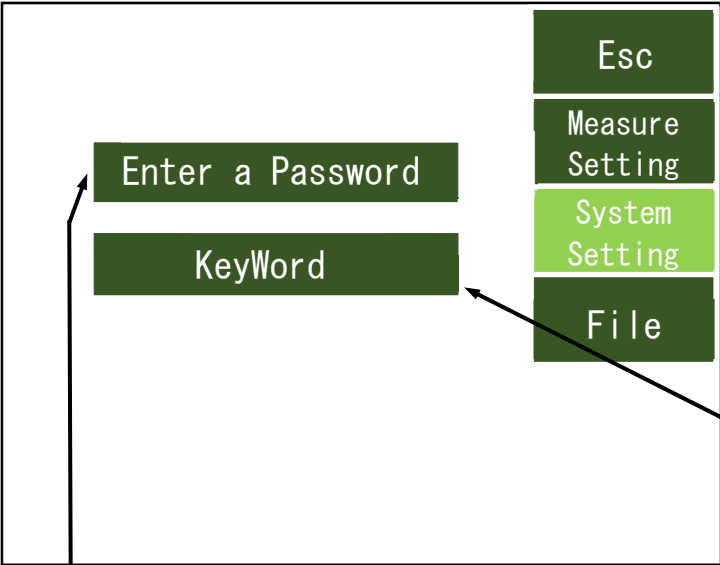 Esc
Measure
Setting
Enter a Password
System
Setting
KeyWord
File